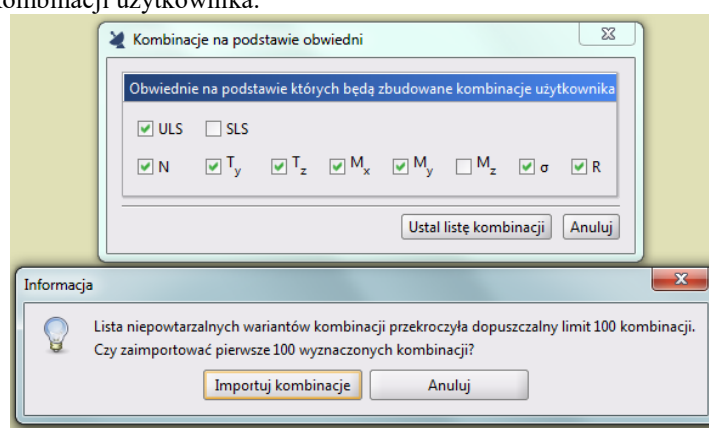 kombinacji użytkownika.
Kombinacje na podstawie obwiedni
Obwiednie na podstawie których będą zbudowane kombinacje użytkownika
ULS SLS
N Ty Tz Mx My Mz σ R
Ustal listę kombinacji Anuluj
Informacja
Lista niepowtarzalnych wariantów kombinacji przekroczyła dopuszczalny limit 100 kombinacji.
Czy zaimportować pierwsze 100 wyznaczonych kombinacji?
Importuj kombinacje Anuluj